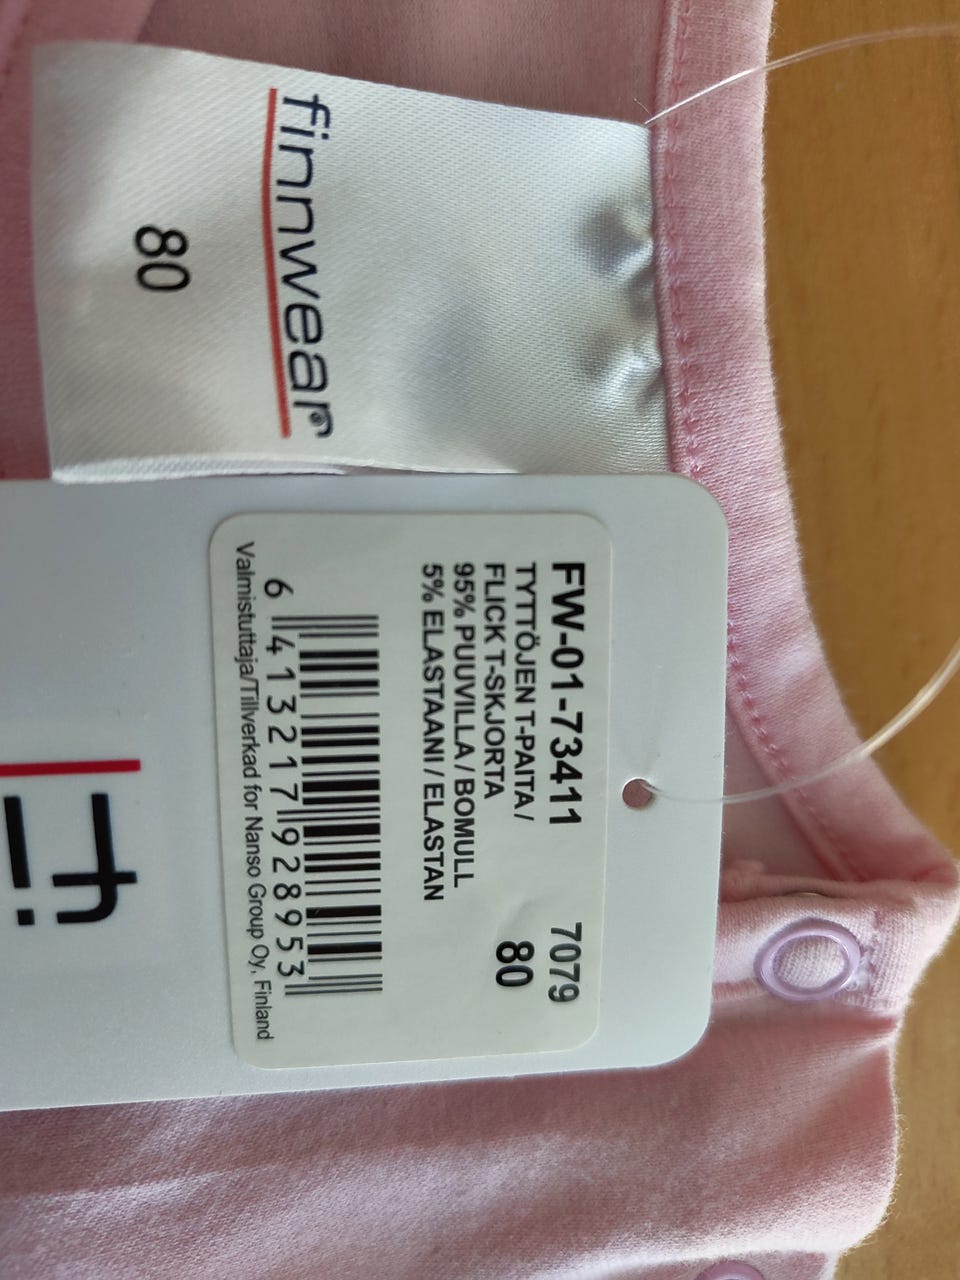 finnwear
80
FW-01-73411 7079
TYTTÖJEN T-PAITA / 80
FLICK T-SKJORTA
95% PUUVILLA / BOMULL
5% ELASTAANI / ELASTAN
6 413217 928953
Valmistuttaja/Tillverkad for Nanso Group Oy, Finland
fi